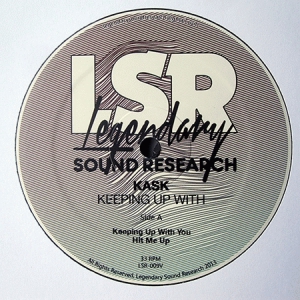 LSR
Legendary
SOUND RESEARCH
KASK
KEEPING UP WITH
Side A
Keeping Up With You
Hit Me Up
33 RPM
LSR-009V
All Rights Reserved, Legendary Sound Research 2013